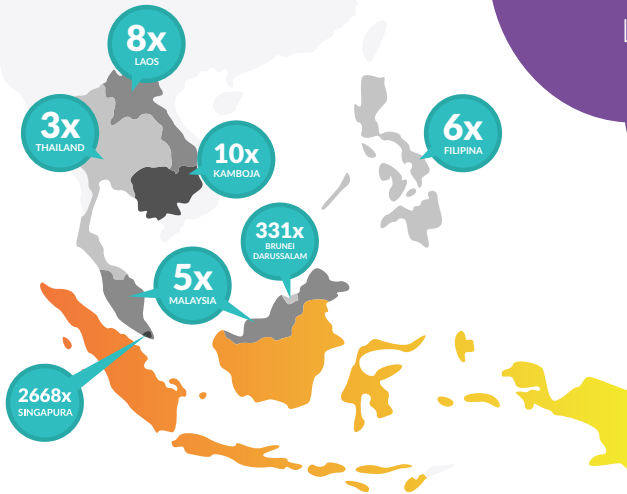 8x
LAOS
3x
THAILAND
10x
KAMBOJA
6x
FILIPINA
331x
BRUNEI
DARUSSALAM
5x
MALAYSIA
2668x
SINGAPURA